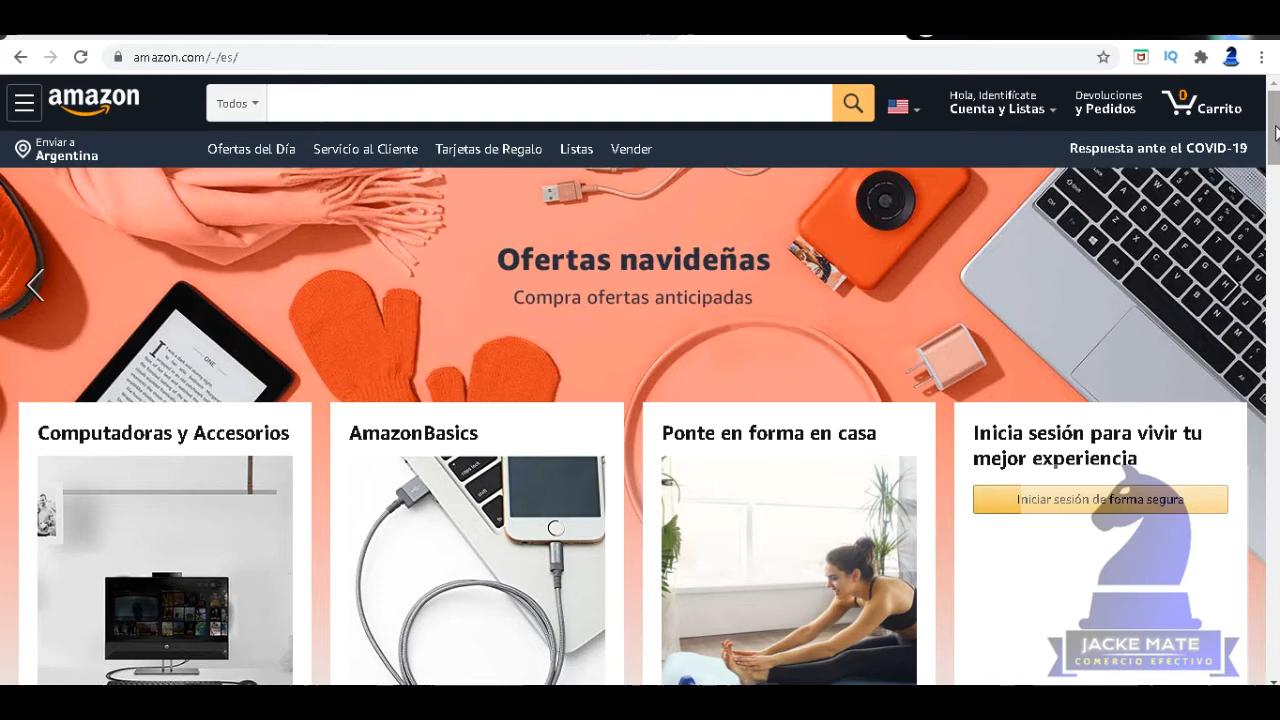 amazon.com/-/es/
amazon
Todos
Hola, Identifícate
Cuenta y Listas
Devoluciones
y Pedidos
0
Carrito
Enviar a
Argentina
Ofertas del Día
Servicio al Cliente
Tarjetas de Regalo
Listas
Vender
Respuesta ante el COVID-19
Ofertas navideñas
Compra ofertas anticipadas
Computadoras y Accesorios
AmazonBasics
Ponte en forma en casa
Inicia sesión para vivir tu
mejor experiencia
Iniciar sesión de forma segura
JACKE MATE
COMERCIO EFECTIVO